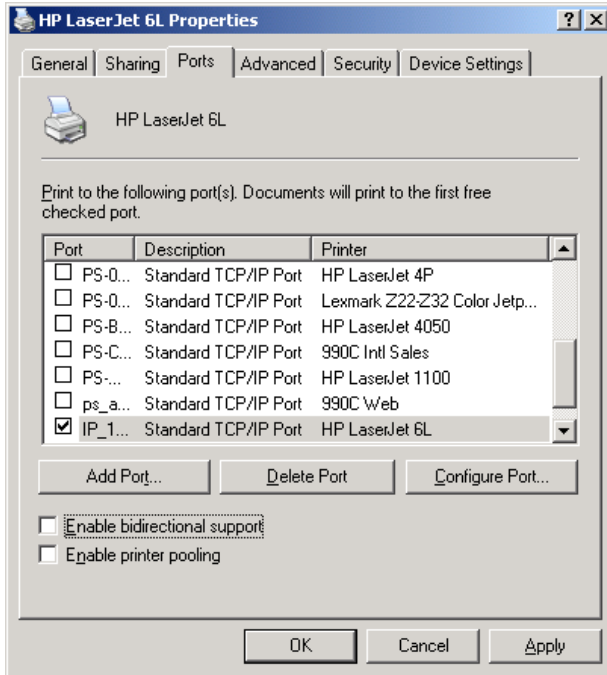 HP LaserJet 6L Properties
General Sharing Ports Advanced Security Device Settings
HP LaserJet 6L
Print to the following port(s). Documents will print to the first free
checked port.
Port Description Printer
PS-0... Standard TCP/IP Port HP LaserJet 4P
PS-0... Standard TCP/IP Port Lexmark Z22-Z32 Color Jetp...
PS-B... Standard TCP/IP Port HP LaserJet 4050
PS-C... Standard TCP/IP Port 990C Intl Sales
PS-... Standard TCP/IP Port HP LaserJet 1100
ps_a... Standard TCP/IP Port 990C Web
IP_1... Standard TCP/IP Port HP LaserJet 6L
Add Port... Delete Port Configure Port...
Enable bidirectional support
Enable printer pooling
OK Cancel Apply